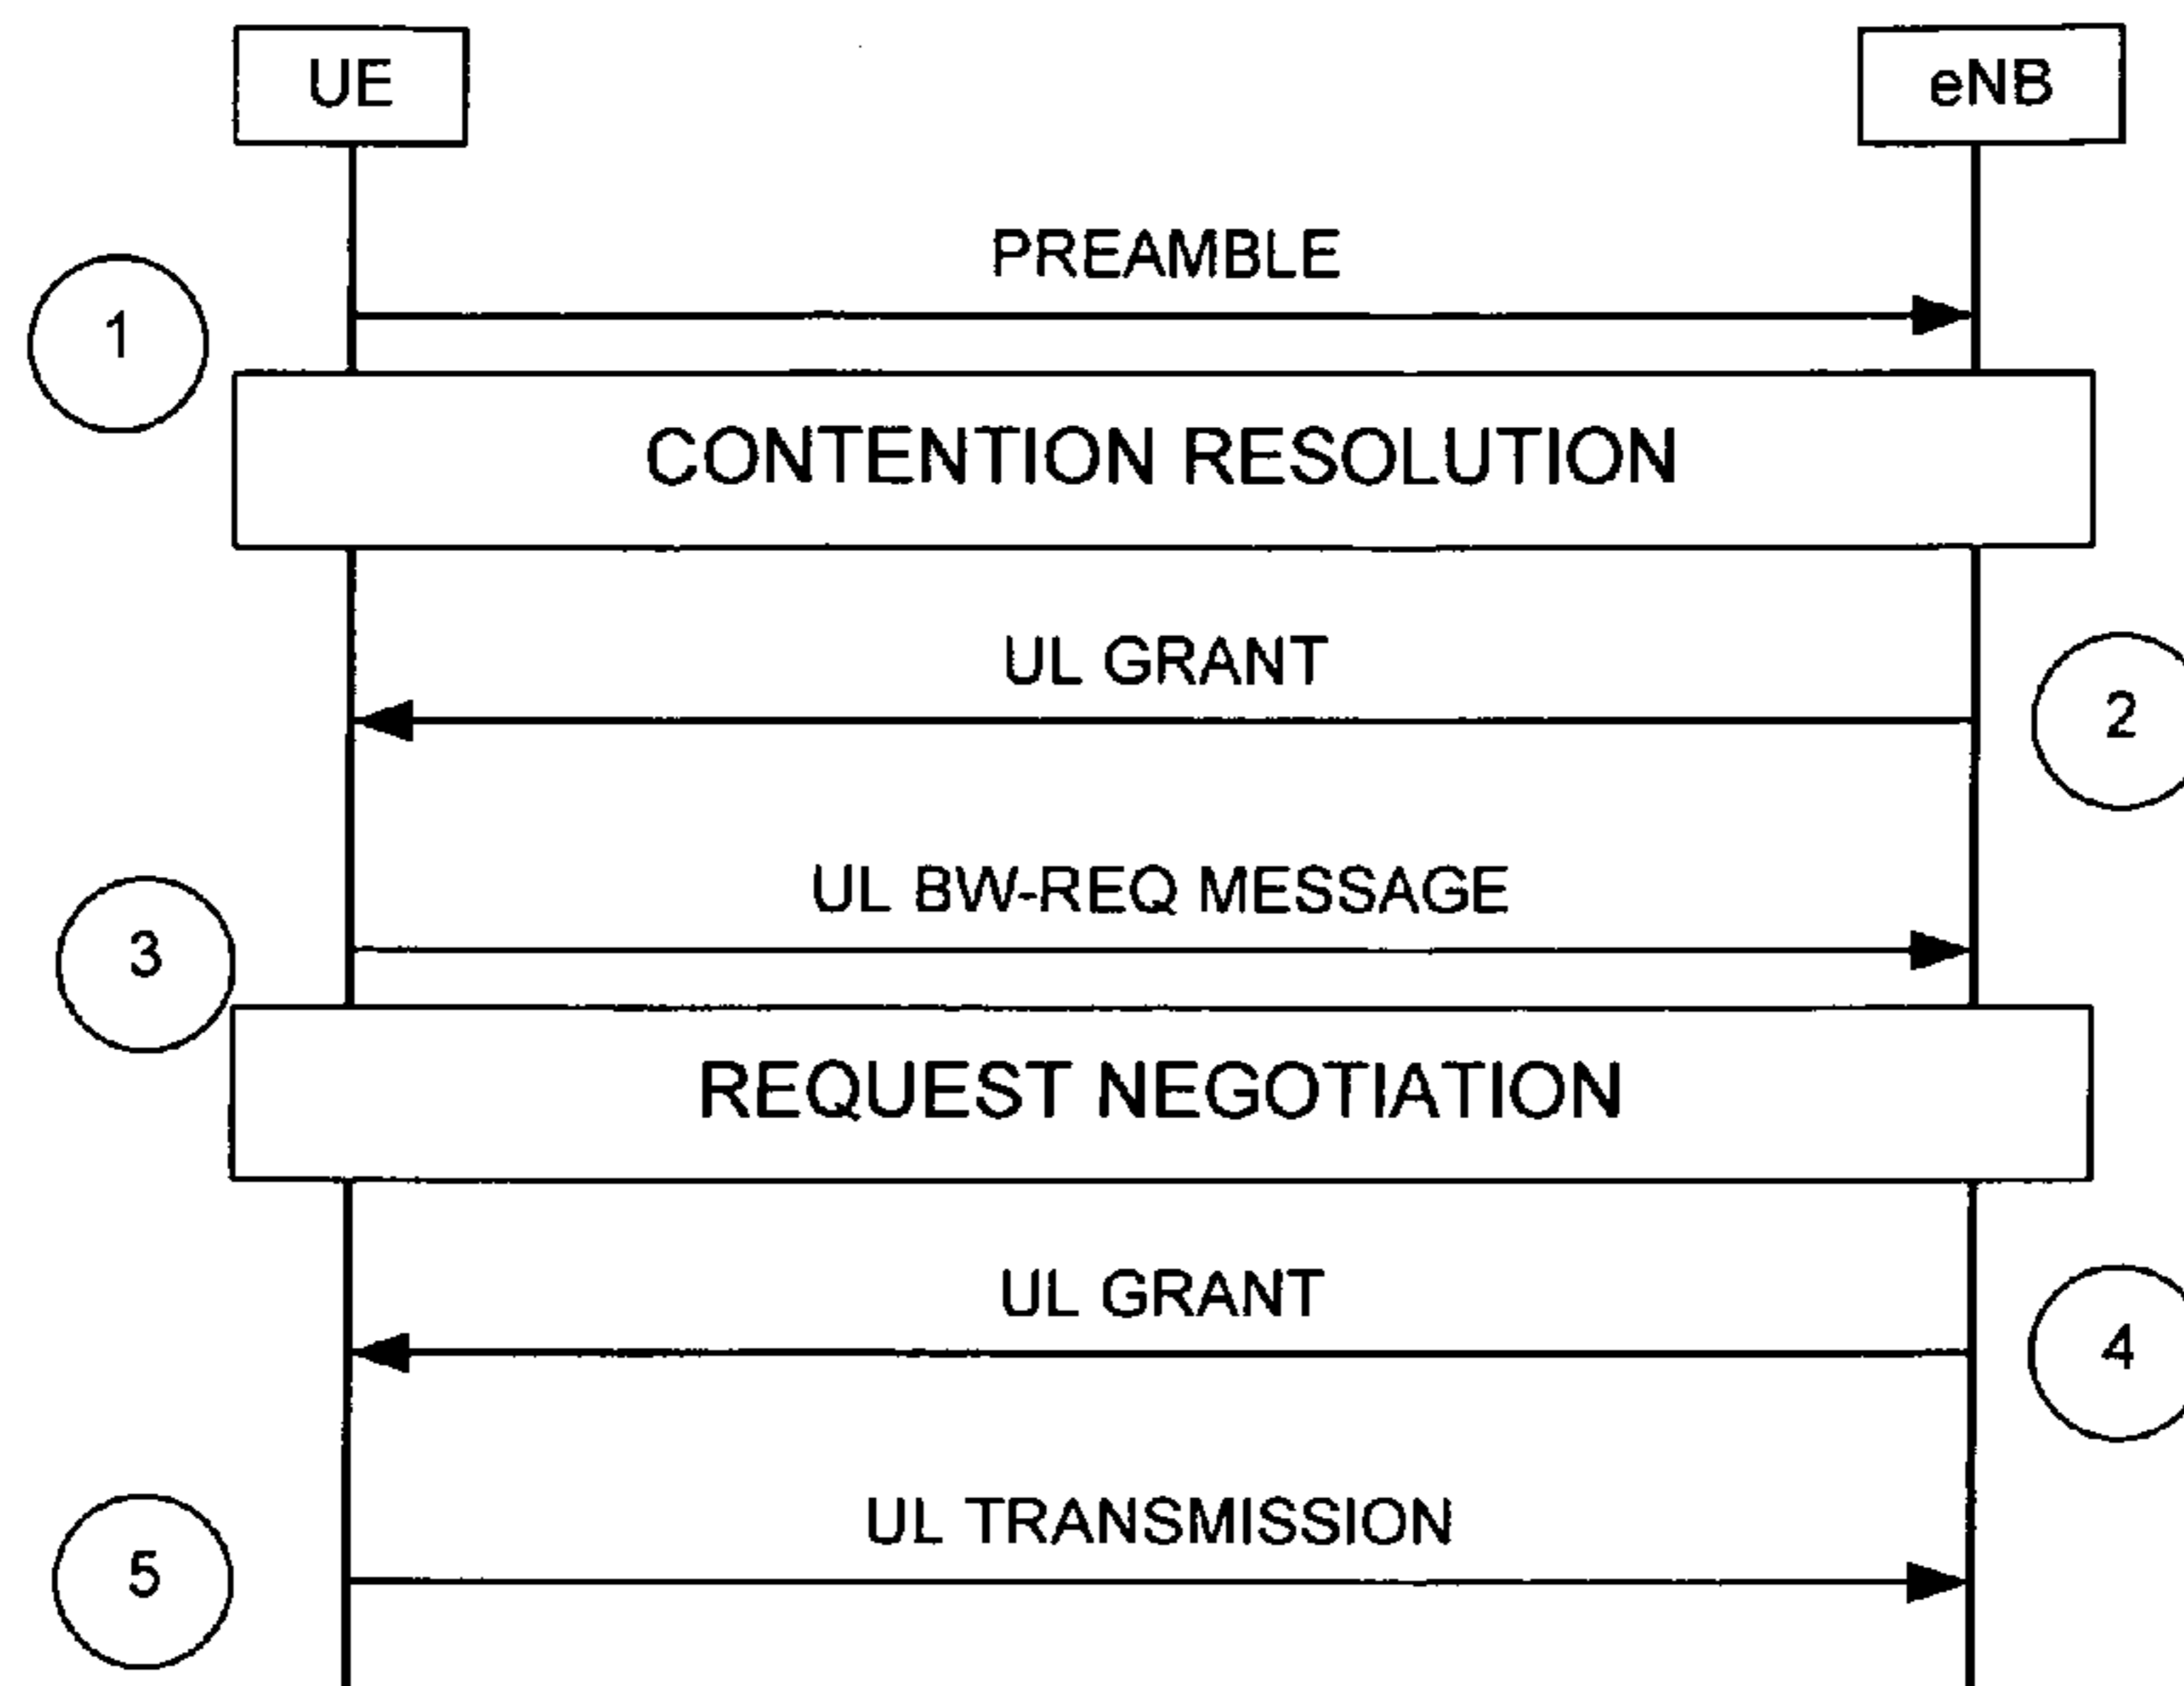 UE
eNB
PREAMBLE
1
CONTENTION RESOLUTION
UL GRANT
2
UL BW-REQ MESSAGE
3
REQUEST NEGOTIATION
UL GRANT
4
UL TRANSMISSION
5